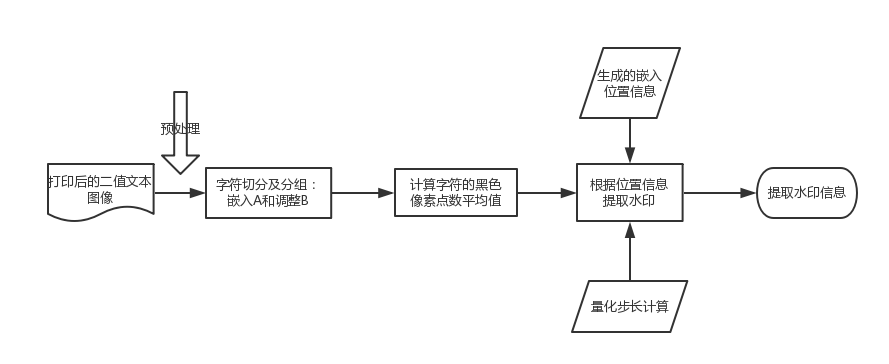 生成的嵌入
位置信息
预处理
打印后的二值文本
图像
字符切分及分组：
嵌入A和调整B
计算字符的黑色
像素点数平均值
根据位置信息
提取水印
提取水印信息
量化步长计算